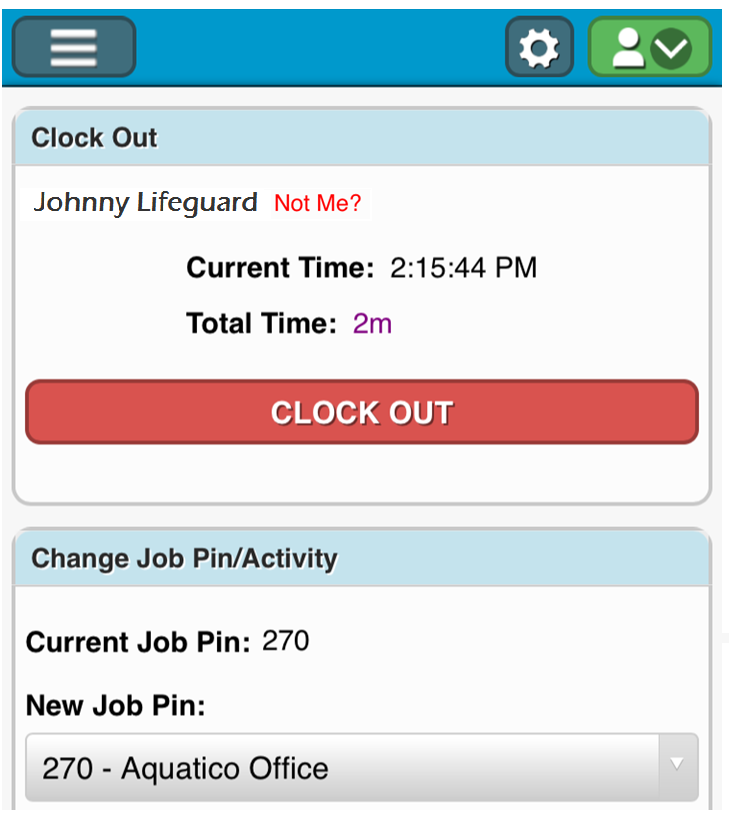 Clock Out
Johnny Lifeguard Not Me?
Current Time: 2:15:44 PM
Total Time: 2m
CLOCK OUT
Change Job Pin/Activity
Current Job Pin: 270
New Job Pin:
270 - Aquatico Office